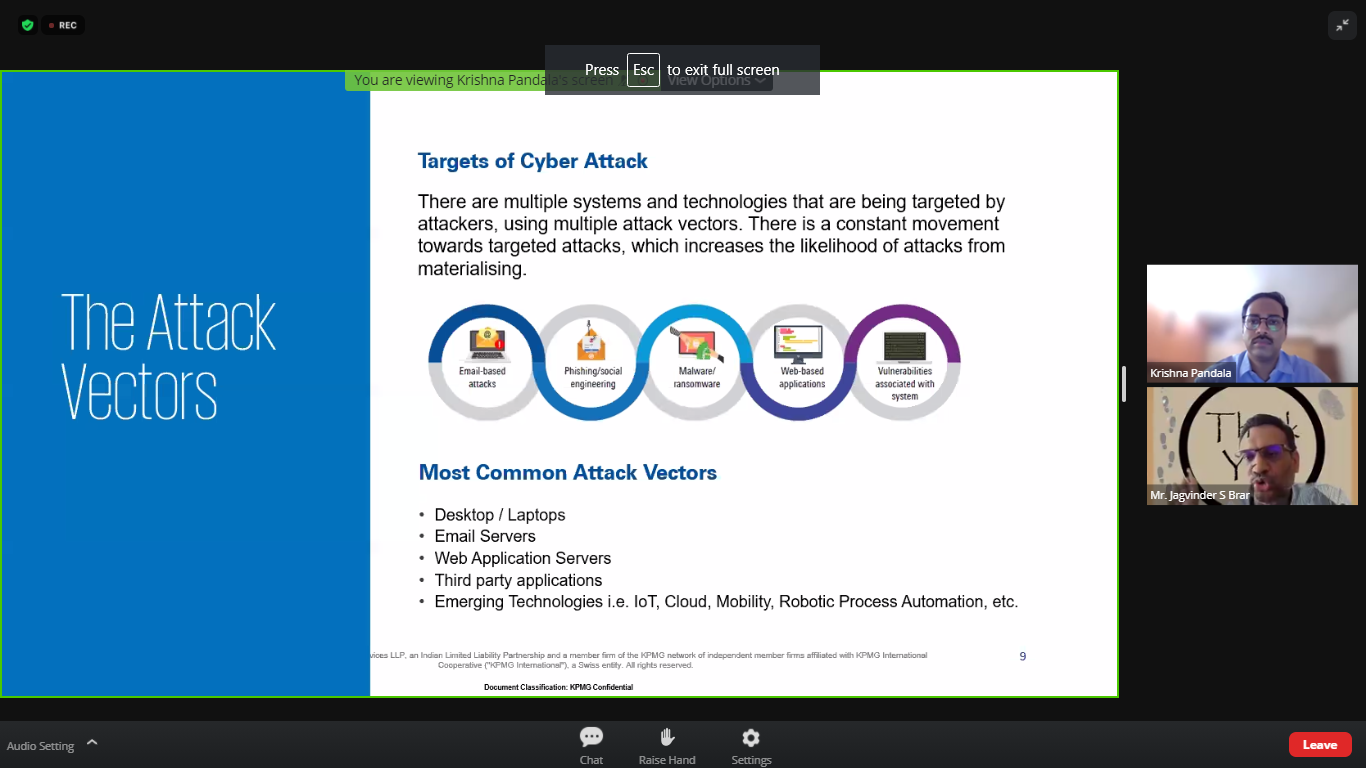 REC
Press Esc to exit full screen
You are viewing Krishna Pandala's screen
View Options
The Attack
Vectors
Targets of Cyber Attack
There are multiple systems and technologies that are being targeted by
attackers, using multiple attack vectors. There is a constant movement
towards targeted attacks, which increases the likelihood of attacks from
materialising.
Email-based
attacks
Phishing/social
engineering
Malware/
ransomware
Web-based
applications
Vulnerabilities
associated with
system
Most Common Attack Vectors
• Desktop / Laptops
• Email Servers
• Web Application Servers
• Third party applications
• Emerging Technologies i.e. IoT, Cloud, Mobility, Robotic Process Automation, etc.
LLP, an Indian Limited Liability Partnership and a member firm of the KPMG network of independent member firms affiliated with KPMG International
Cooperative ("KPMG International"), a Swiss entity. All rights reserved.
9
Document Classification: KPMG Confidential
Krishna Pandala
Mr. Jagvinder S Brar
Audio Setting
Chat
Raise Hand
Settings
Leave